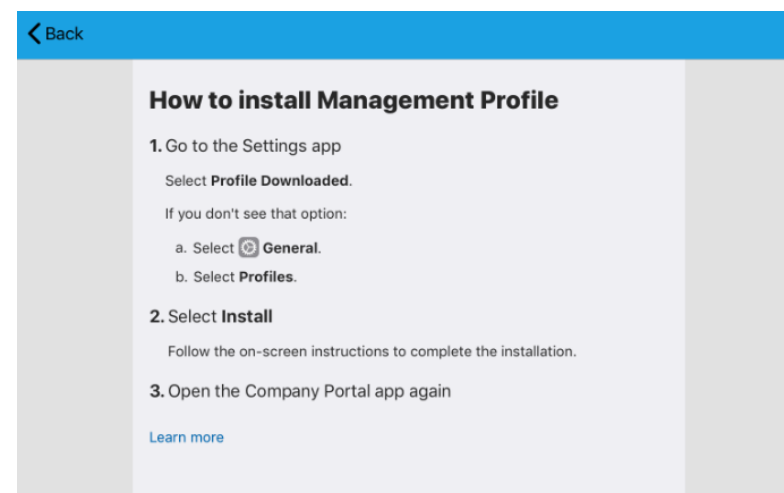 Back
How to install Management Profile
1. Go to the Settings app
Select Profile Downloaded.
If you don't see that option:
a. Select General.
b. Select Profiles.
2. Select Install
Follow the on-screen instructions to complete the installation.
3. Open the Company Portal app again
Learn more